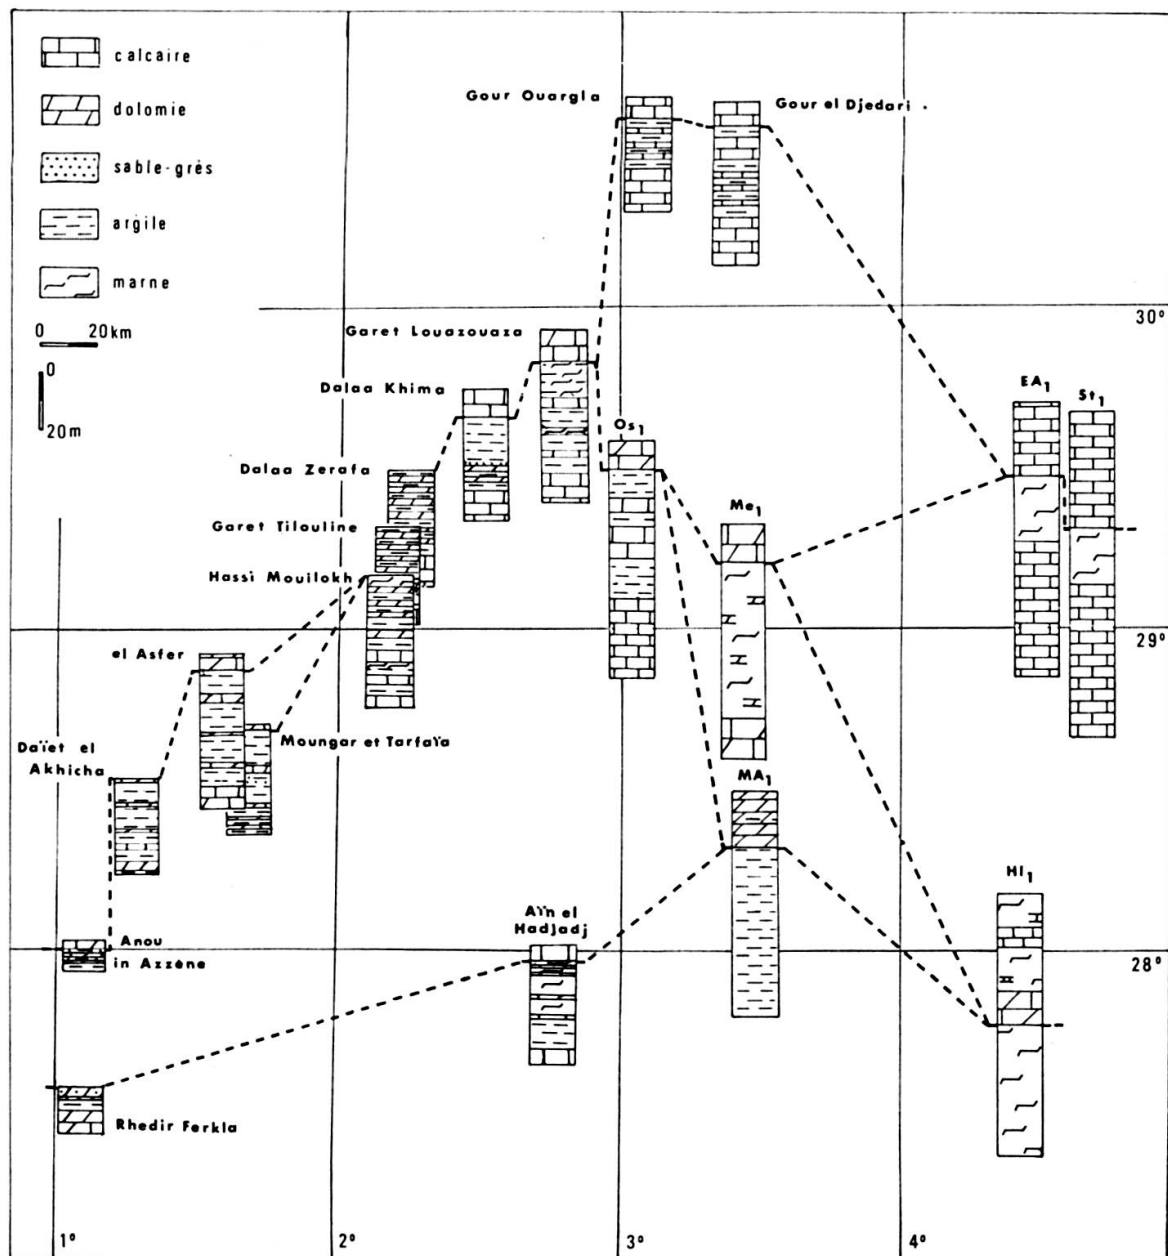 calcaire
dolomie
sable-grès
argile
marne
0 20km
0
20m
Gour Ouargla
Gour el Djedari
30°
Garet Louazouaza
Dalaa Khima
EA1
St1
Os1
Dalaa Zerafa
Me1
Garet Tilouline
Hassi Mouilokh
29°
el Asfer
Moungar et Tarfaïa
Daïet el
Akhicha
MA1
Hl1
Aïn el
Hadjadj
Anou
in Azzène
28°
Rhedir Ferkla
1° 2° 3° 4°